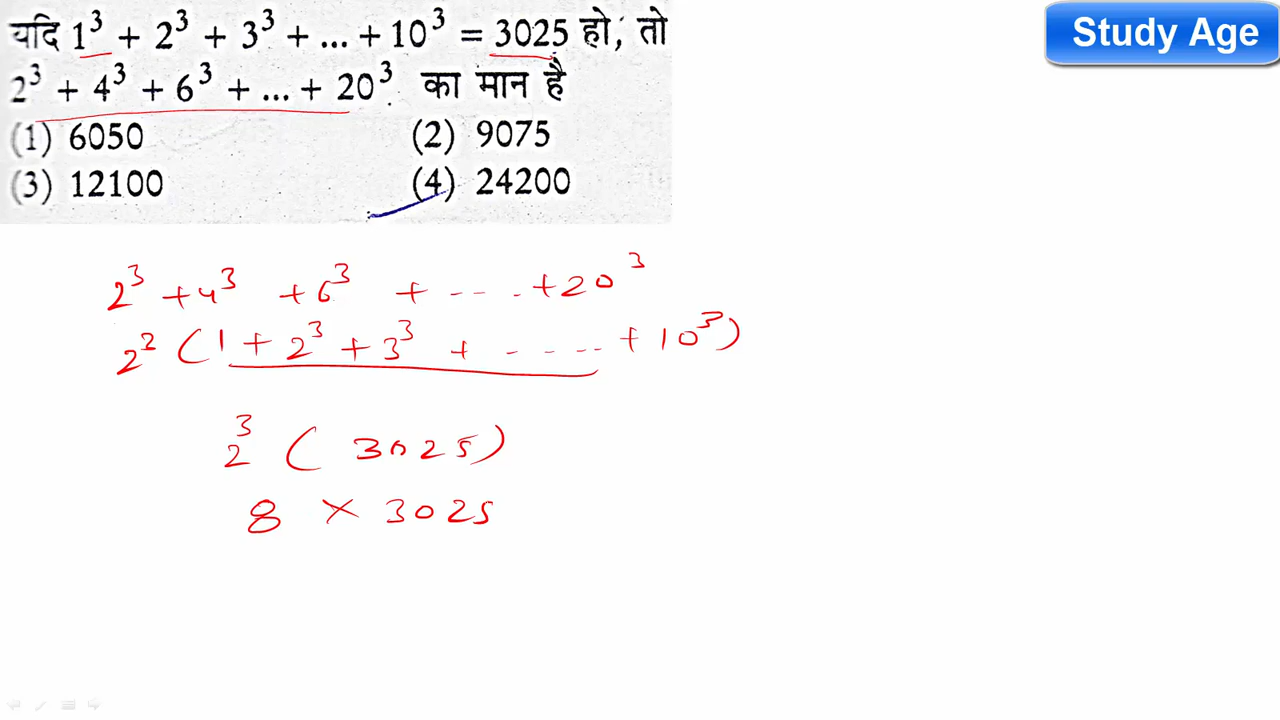 यदि 1³ + 2³ + 3³ + ... + 10³ = 3025 हो, तो
Study Age
2³ + 4³ + 6³ + ... + 20³ का मान है
(1) 6050 (2) 9075
(3) 12100 (4) 24200
2³ + 4³ + 6³ + ---- + 20³
2² (1 + 2³ + 3³ + ----- + 10³)
2³ (3025)
8 × 3025